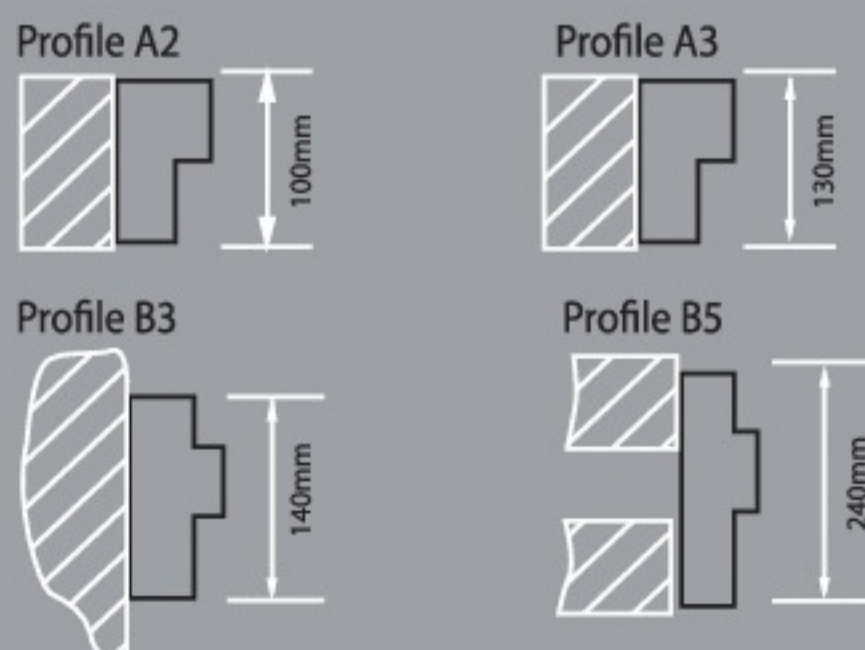 Profile A2
100mm
Profile A3
130mm
Profile B3
140mm
Profile B5
240mm